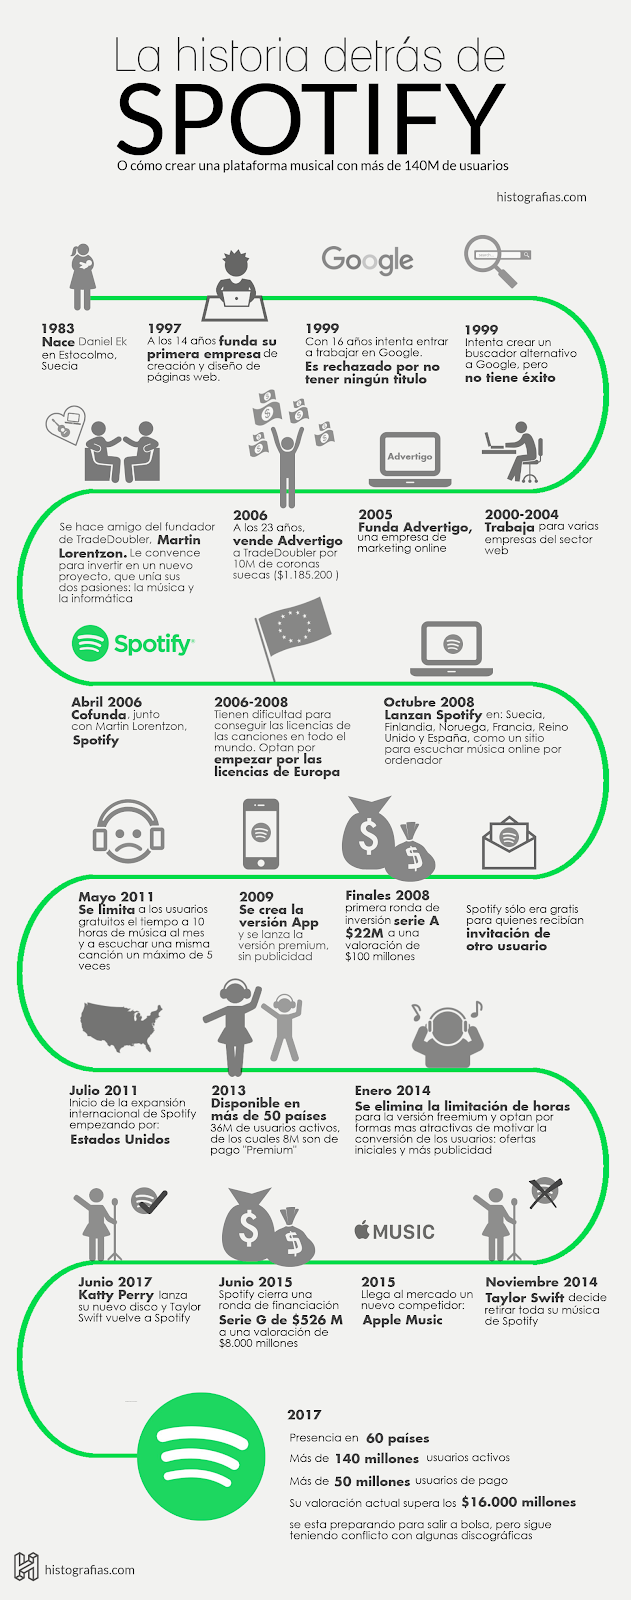 La historia detrás de
SPOTIFY
O cómo crear una plataforma musical con más de 140M de usuarios
histografias.com
Google
search...
1983
Nace Daniel Ek
en Estocolmo,
Suecia
1997
A los 14 años funda su
primera empresa de
creación y diseño de
páginas web.
1999
Con 16 años intenta entrar
a trabajar en Google.
Es rechazado por no
tener ningún título
1999
Intenta crear un
buscador alternativo
a Google, pero
no tiene éxito
Advertigo
Se hace amigo del fundador
de TradeDoubler, Martin
Lorentzon. Le convence
para invertir en un nuevo
proyecto, que unía sus
dos pasiones: la música y
la informática
2006
A los 23 años,
vende Advertigo
a TradeDoubler por
10M de coronas
suecas ($1.185.200 )
2005
Funda Advertigo,
una empresa de
marketing online
2000-2004
Trabaja para varias
empresas del sector
web
Spotify
Abril 2006
Cofunda, junto
con Martin Lorentzon,
Spotify
2006-2008
Tienen dificultad para
conseguir las licencias de
las canciones en todo el
mundo. Optan por
empezar por las
licencias de Europa
Octubre 2008
Lanzan Spotify en: Suecia,
Finlandia, Noruega, Francia, Reino
Unido y España, como un sitio
para escuchar música online por
ordenador
$
$
Mayo 2011
Se limita a los usuarios
gratuitos el tiempo a 10
horas de música al mes
y a escuchar una misma
canción un máximo de 5
veces
2009
Se crea la
versión App
y se lanza la
versión premium,
sin publicidad
Finales 2008
primera ronda de
inversión serie A
$22M a una
valoración de
$100 millones
Spotify sólo era gratis
para quienes recibían
invitación de
otro usuario
Julio 2011
Inicio de la expansión
internacional de Spotify
empezando por:
Estados Unidos
2013
Disponible en
más de 50 países
36M de usuarios activos,
de los cuales 8M son de
pago "Premium"
Enero 2014
Se elimina la limitación de horas
para la versión freemium y optan por
formas mas atractivas de motivar la
conversión de los usuarios: ofertas
iniciales y más publicidad
$
$
MUSIC
Junio 2017
Katty Perry lanza
su nuevo disco y Taylor
Swift vuelve a Spotify
Junio 2015
Spotify cierra una
ronda de financiación
Serie G de $526 M
a una valoración de
$8.000 millones
2015
Llega al mercado un
nuevo competidor:
Apple Music
Noviembre 2014
Taylor Swift decide
retirar toda su música
de Spotify
2017
Presencia en 60 países
Más de 140 millones usuarios activos
Más de 50 millones usuarios de pago
Su valoración actual supera los $16.000 millones
se esta preparando para salir a bolsa, pero sigue
teniendo conflicto con algunas discográficas
histografias.com